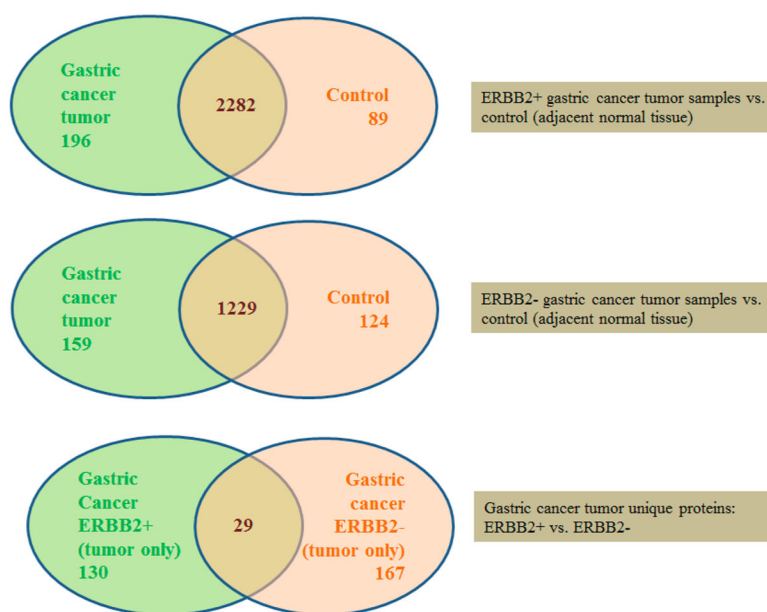 Gastric
cancer
tumor
196
2282
Control
89
ERBB2+ gastric cancer tumor samples vs.
control (adjacent normal tissue)
Gastric
cancer
tumor
159
1229
Control
124
ERBB2- gastric cancer tumor samples vs.
control (adjacent normal tissue)
Gastric
Cancer
ERBB2+
(tumor only)
130
29
Gastric
cancer
ERBB2-
(tumor only)
167
Gastric cancer tumor unique proteins:
ERBB2+ vs. ERBB2-